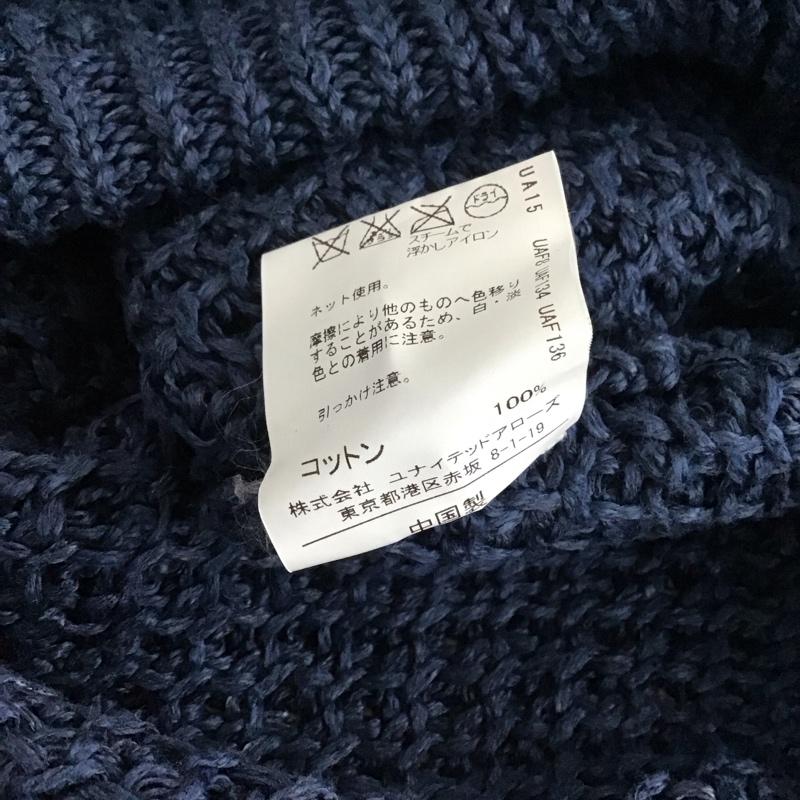 ドライ
スチームで
浮かしアイロン
ネット使用。
摩擦により他のものへ色移り
することがあるため、白・淡
色との着用に注意。
引っかけ注意。
コットン 100%
株式会社 ユナイテッドアローズ
東京都港区赤坂 8-1-19
中国製
UA15 UAF8 UAF134 UAF136